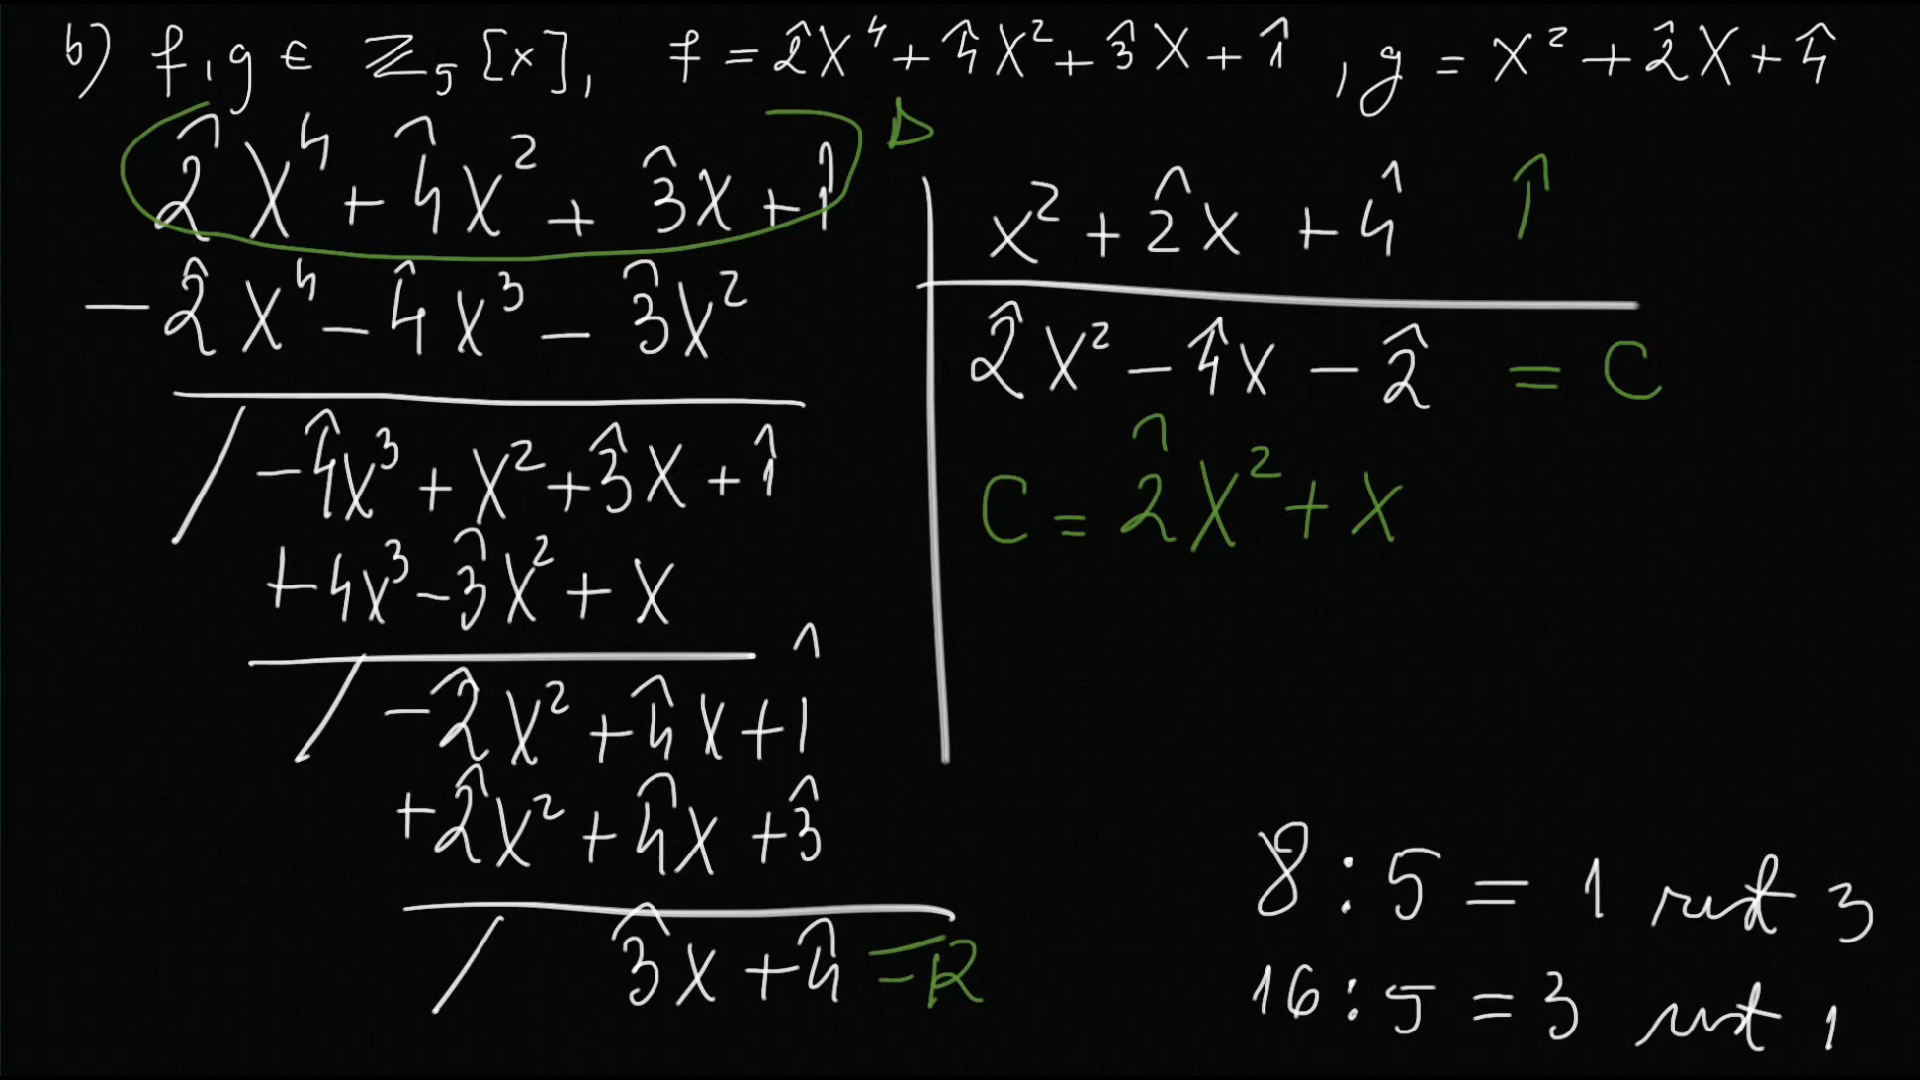 b) f, g ∈ ℤ₅[x], f = 2̂X⁴ + 4̂X² + 3̂X + 1̂, g = X² + 2̂X + 4̂
2̂X⁴ + 4̂X² + 3̂X + 1̂ D
X² + 2̂X + 4̂ Î
− 2̂X⁴ − 4̂X³ − 3̂X²
2̂X² − 4̂X − 2̂ = C
/ −4̂X³ + X² + 3̂X + 1̂
C = 2̂X² + X
+4X³ − 3̂X² + X
/ −2̂X² + 4̂X + 1̂
+2̂X² + 4̂X + 3̂
/ 3̂X + 4̂ = R
8 : 5 = 1 rest 3
16 : 5 = 3 rest 1